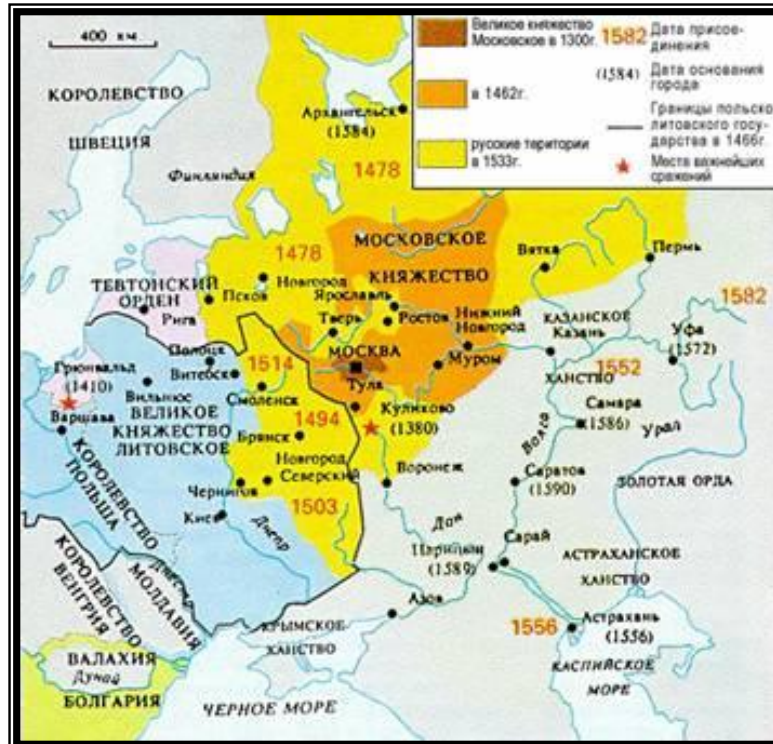 400 км
Великое княжество
Московское в 1300г.
в 1462г.
русские територии
в 1533г.
1582
Дата присое-
динения
(1584)
Дата основания
города
Границы польско
литовского госу-
дарства в 1466г.
Места важнейших
сражений
КОРОЛЕВСТВО
ШВЕЦИЯ
Финляндия
Архангельск
(1584)
1478
1478
МОСКОВСКОЕ
КНЯЖЕСТВО
Вятка
Пермь
ТЕВТОНСКИЙ
ОРДЕН
Рига
Псков
Новгород
Ярославль
Тверь
Ростов
Нижний
Новгород
КАЗАНСКОЕ
Казань
ХАНСТВО
1552
1582
Уфа
(1572)
Полоцк
1514
МОСКВА
Муром
Грюнвальд
(1410)
Витебск
Вильнюс
Смоленск
Тула
Варшава
ВЕЛИКОЕ
КНЯЖЕСТВО
ЛИТОВСКОЕ
1494
Куликово
(1380)
Самара
(1586)
Урал
Волга
Брянск
КОРОЛЕВСТВО
ПОЛЬША
Новгород
Северский
Чернигов
1503
Воронеж
Саратов
(1590)
ЗОЛОТАЯ ОРДА
Киев
Днепр
Дон
Царицын
(1589)
Сарай
АСТРАХАНСКОЕ
ХАНСТВО
КОРОЛЕВСТВО
ВЕНГРИЯ
МОЛДАВИЯ
Азов
КРЫМСКОЕ
ХАНСТВО
1556
Астрахань
(1556)
ВАЛАХИЯ
Дунай
БОЛГАРИЯ
ЧЕРНОЕ МОРЕ
КАСПИЙСКОЕ
МОРЕ